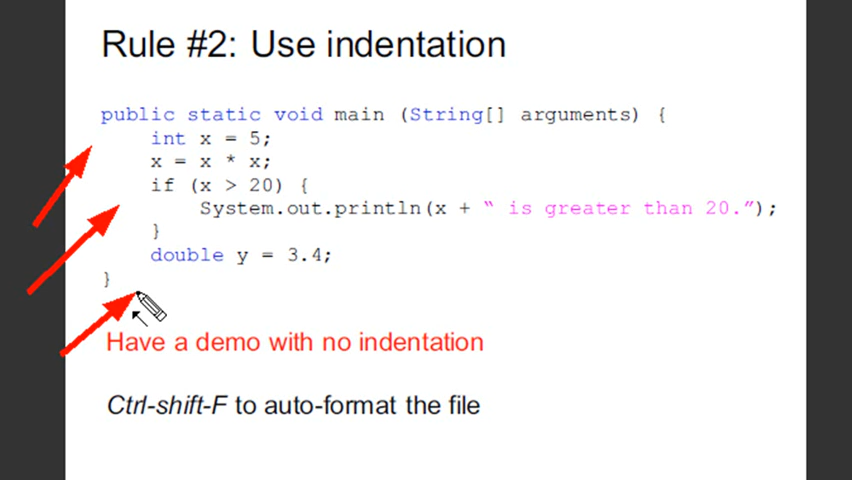 Rule #2: Use indentation
public static void main (String[] arguments) {
int x = 5;
x = x * x;
if (x > 20) {
System.out.println(x + “ is greater than 20.”);
}
double y = 3.4;
}
Have a demo with no indentation
Ctrl-shift-F to auto-format the file